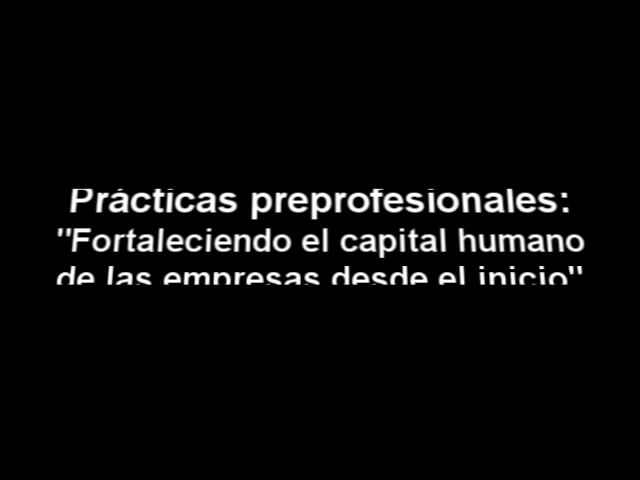 Prácticas preprofesionales:
"Fortaleciendo el capital humano
de las empresas desde el inicio"